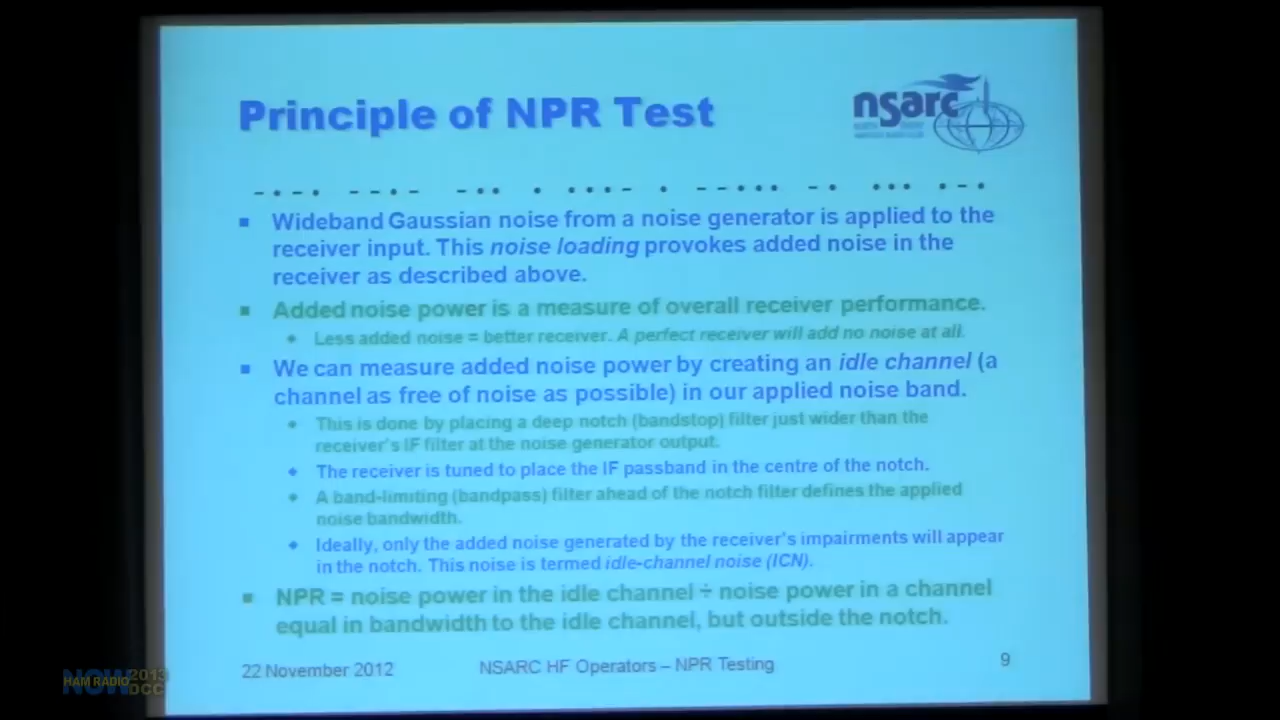 Principle of NPR Test
nsarc
Wideband Gaussian noise from a noise generator is applied to the
receiver input. This noise loading provokes added noise in the
receiver as described above.
Added noise power is a measure of overall receiver performance.
Less added noise = better receiver. A perfect receiver will add no noise at all.
We can measure added noise power by creating an idle channel (a
channel as free of noise as possible) in our applied noise band.
This is done by placing a deep notch (bandstop) filter just wider than the
receiver's IF filter at the noise generator output.
The receiver is tuned to place the IF passband in the centre of the notch.
A band-limiting (bandpass) filter ahead of the notch filter defines the applied
noise bandwidth.
Ideally, only the added noise generated by the receiver's impairments will appear
in the notch. This noise is termed idle-channel noise (ICN).
NPR = noise power in the idle channel ÷ noise power in a channel
equal in bandwidth to the idle channel, but outside the notch.
22 November 2012
NSARC HF Operators – NPR Testing
9
HAM RADIO
NOW
2013
DCC